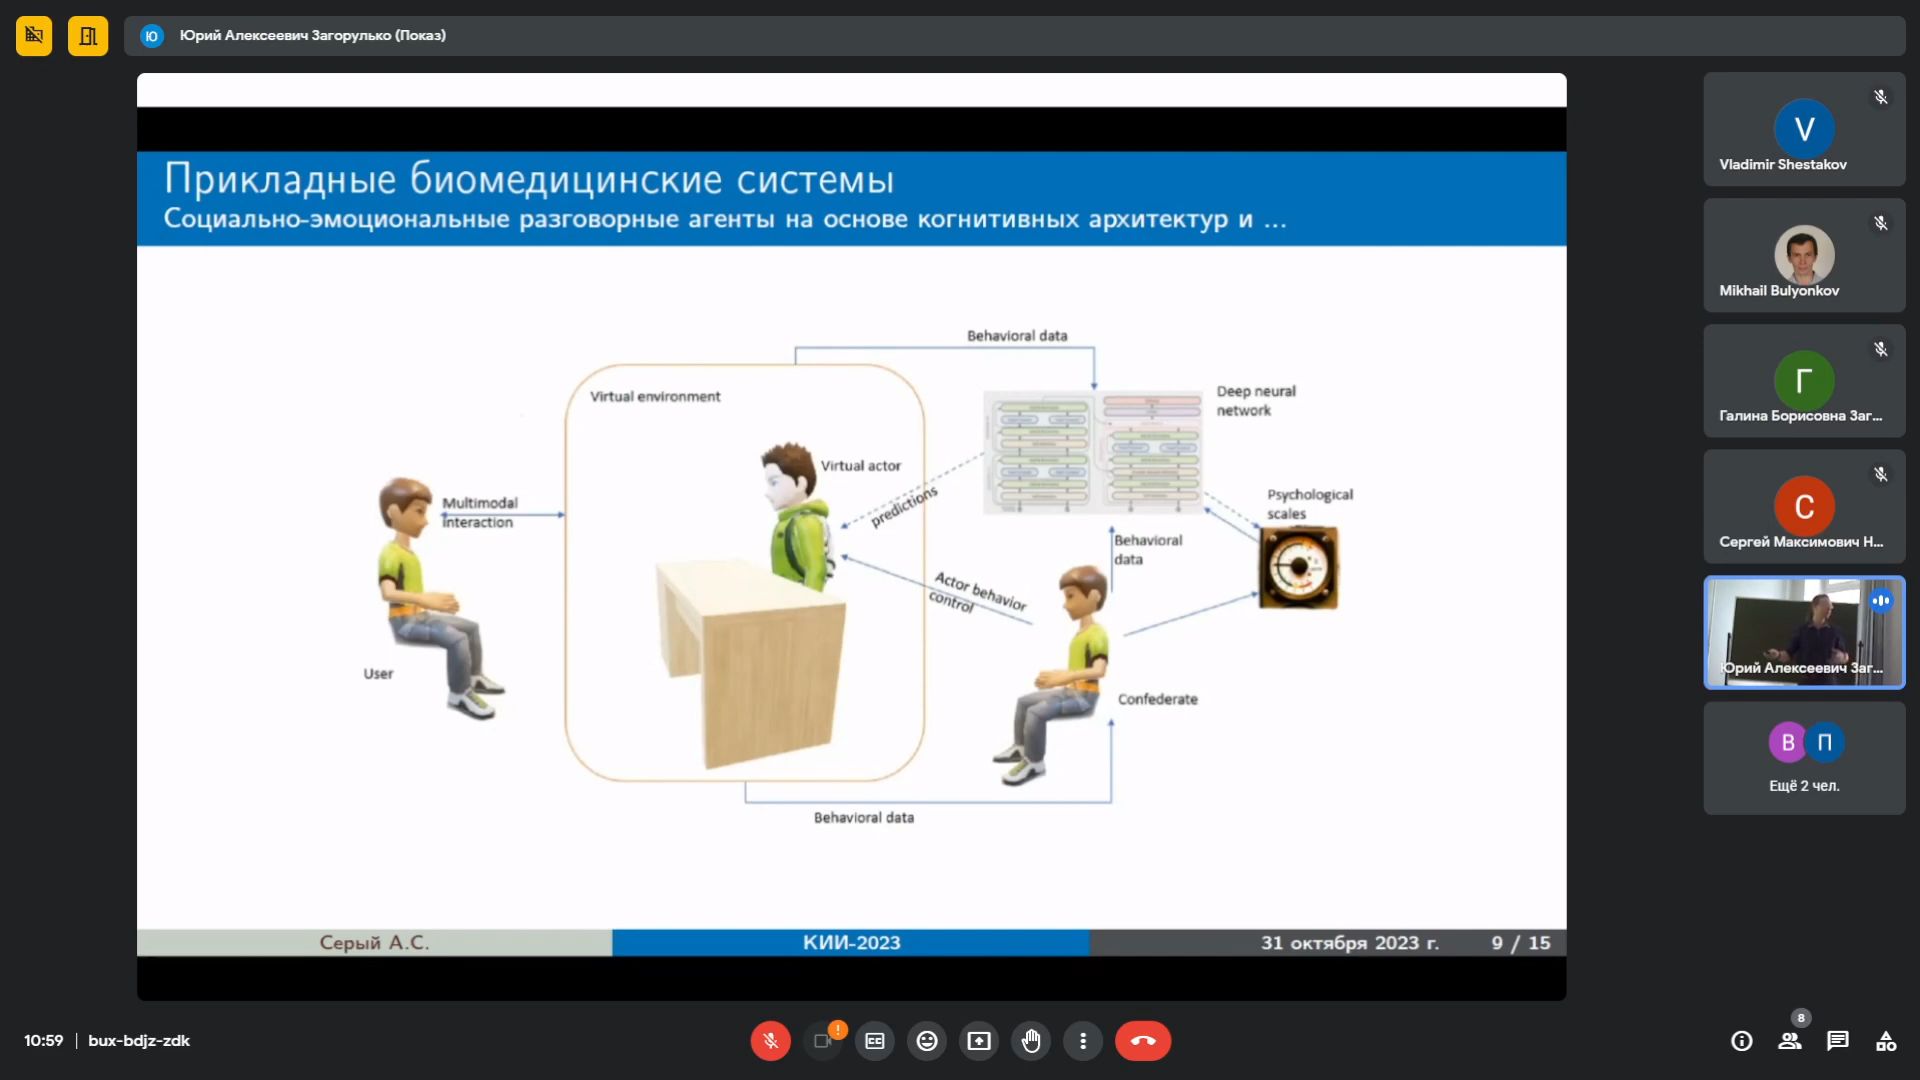 Ю Юрий Алексеевич Загорулько (Показ)
Прикладные биомедицинские системы
Социально-эмоциональные разговорные агенты на основе когнитивных архитектур и ...
Behavioral data
Virtual environment
Deep neural
network
Virtual actor
predictions
Multimodal
interaction
Psychological
scales
Behavioral
data
Actor behavior
control
User
Confederate
Behavioral data
Серый А.С.
КИИ-2023
31 октября 2023 г.
9 / 15
V
Vladimir Shestakov
Mikhail Bulyonkov
Г
Галина Борисовна Заг...
С
Сергей Максимович Н...
Юрий Алексеевич Заг...
В П
Ещё 2 чел.
10:59 | bux-bdjz-zdk
8